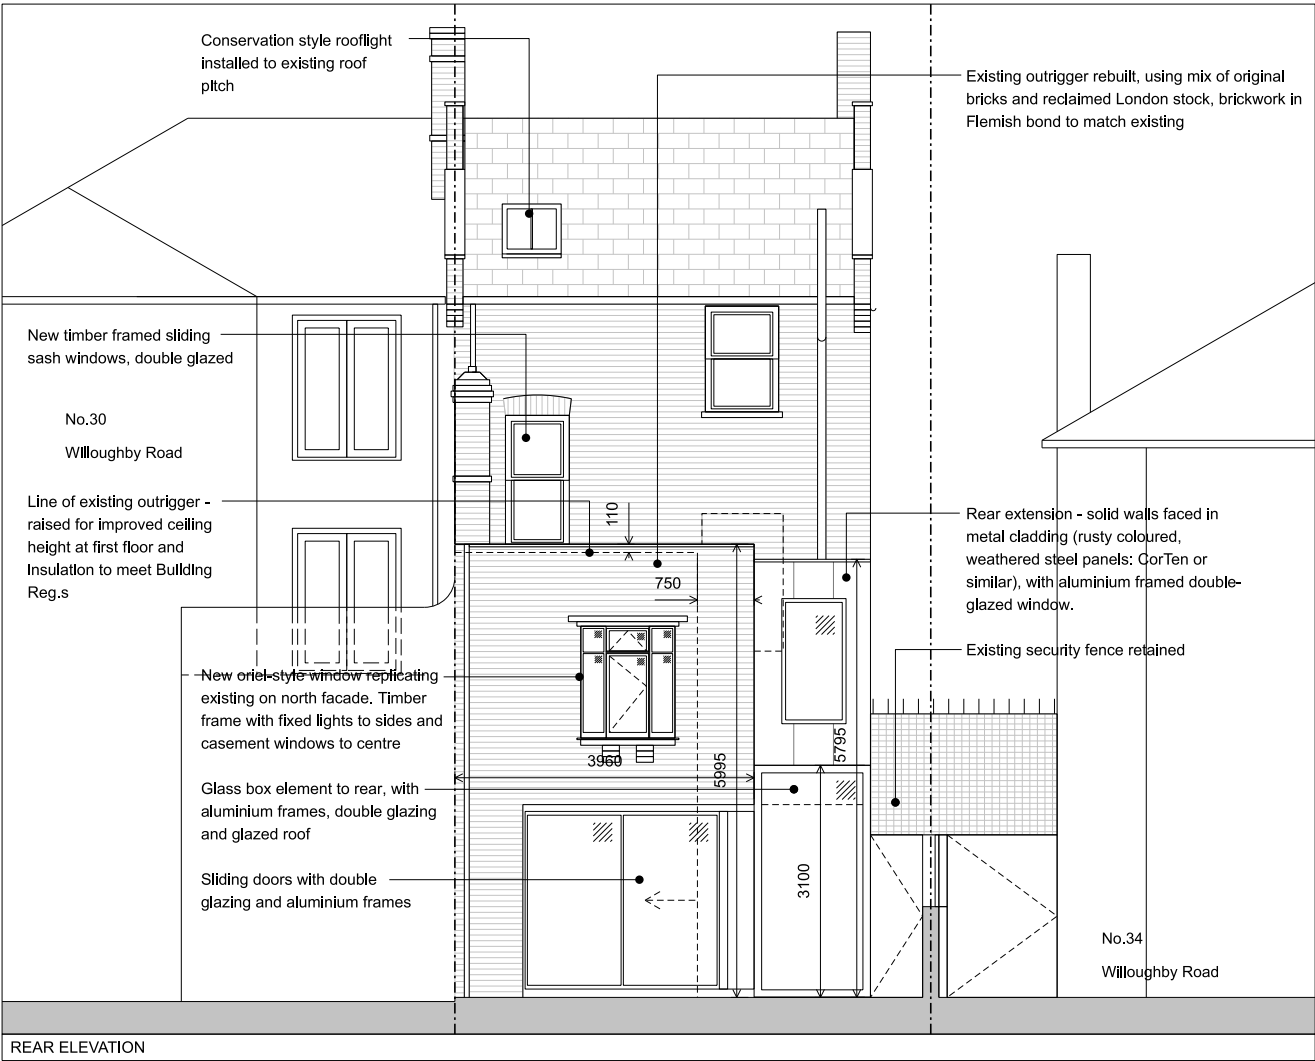 Conservation style rooflight
installed to existing roof
pitch
Existing outrigger rebuilt, using mix of original
bricks and reclaimed London stock, brickwork in
Flemish bond to match existing
New timber framed sliding
sash windows, double glazed
No.30
Willoughby Road
Line of existing outrigger -
raised for improved ceiling
height at first floor and
insulation to meet Building
Reg.s
110
750
Rear extension - solid walls faced in
metal cladding (rusty coloured,
weathered steel panels: CorTen or
similar), with aluminium framed double-
glazed window.
Existing security fence retained
New oriel-style window replicating
existing on north facade. Timber
frame with fixed lights to sides and
casement windows to centre
3960
5995
5795
Glass box element to rear, with
aluminium frames, double glazing
and glazed roof
Sliding doors with double
glazing and aluminium frames
3100
No.34
Willoughby Road
REAR ELEVATION